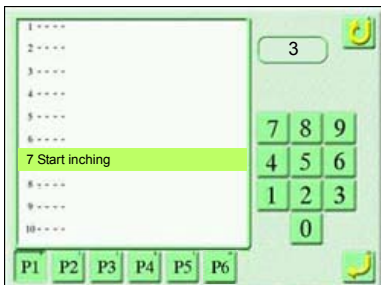 1 - - - -
2 - - - -
3 - - - -
4 - - - -
5 - - - -
6 - - - -
7 Start inching
8 - - - -
9 - - - -
10 - - - -
3
7 8 9
4 5 6
1 2 3
0
P1 P2 P3 P4 P5 P6